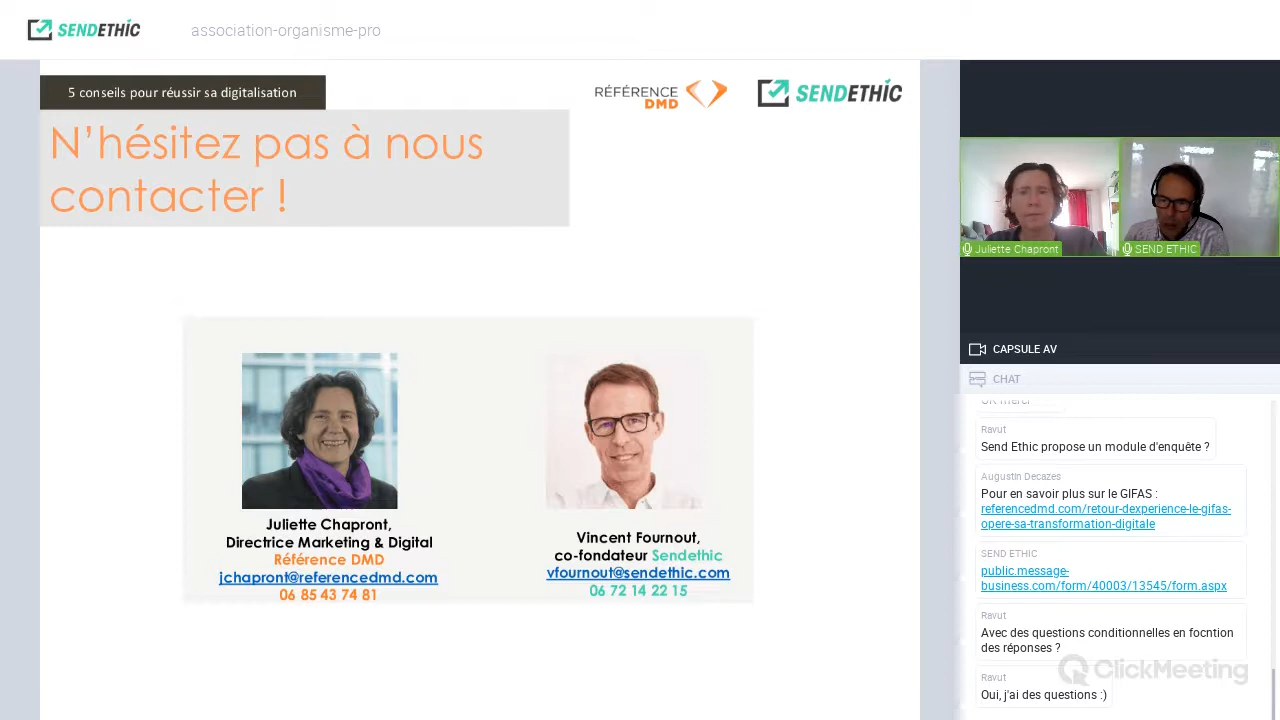 SENDETHIC
association-organisme-pro
5 conseils pour réussir sa digitalisation
RÉFÉRENCE
DMD
SENDETHIC
N'hésitez pas à nous
contacter !
Juliette Chapront,
Directrice Marketing & Digital
Référence DMD
jchapront@referencedmd.com
06 85 43 74 81
Vincent Fournout,
co-fondateur Sendethic
vfournout@sendethic.com
06 72 14 22 15
Juliette Chapront
SEND ETHIC
CAPSULE AV
CHAT
OK merci
Ravut
Send Ethic propose un module d'enquête ?
Augustin Decazes
Pour en savoir plus sur le GIFAS :
referencedmd.com/retour-dexperience-le-gifas-
opere-sa-transformation-digitale
SEND ETHIC
public.message-
business.com/form/40003/13545/form.aspx
Ravut
Avec des questions conditionnelles en focntion
des réponses ?
ClickMeeting
Ravut
Oui, j'ai des questions :)